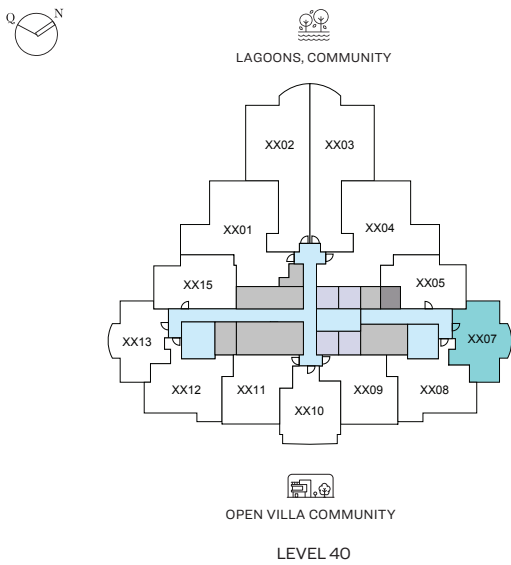 Q N
LAGOONS, COMMUNITY
XX02 XX03
XX01 XX04
XX15 XX05
XX13 XX07
XX12 XX11 XX09 XX08
XX10
OPEN VILLA COMMUNITY
LEVEL 40